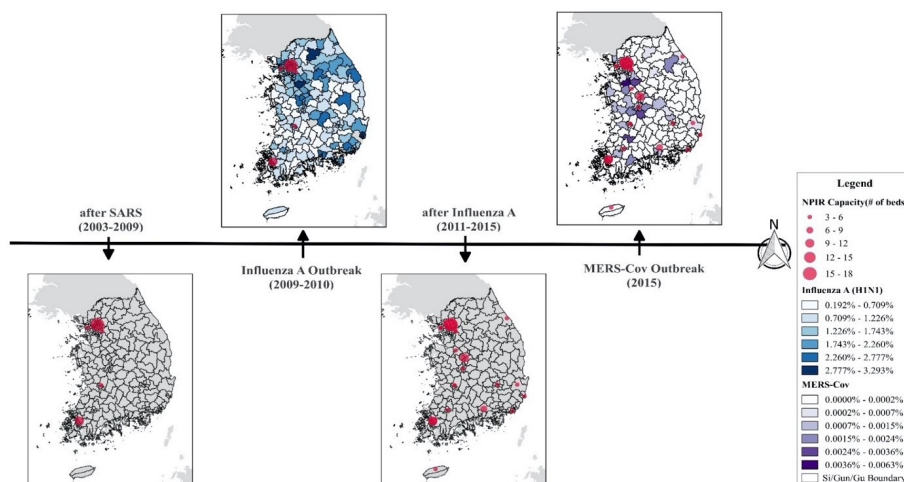 after SARS
(2003-2009)
Influenza A Outbreak
(2009-2010)
after Influenza A
(2011-2015)
MERS-Cov Outbreak
(2015)
N
Legend
NPIR Capacity(# of beds)
3 - 6
6 - 9
9 - 12
12 - 15
15 - 18
Influenza A (H1N1)
0.192% - 0.709%
0.709% - 1.226%
1.226% - 1.743%
1.743% - 2.260%
2.260% - 2.777%
2.777% - 3.293%
MERS-Cov
0.0000% - 0.0002%
0.0002% - 0.0007%
0.0007% - 0.0015%
0.0015% - 0.0024%
0.0024% - 0.0036%
0.0036% - 0.0063%
Si/Gun/Gu Boundary